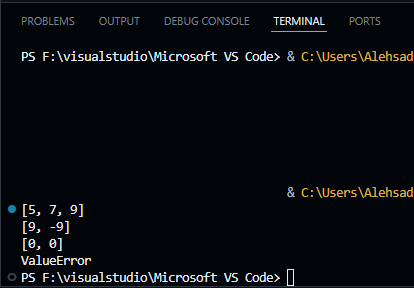 PROBLEMS OUTPUT DEBUG CONSOLE TERMINAL PORTS
PS F:\visualstudio\Microsoft VS Code> & C:\Users\Alehsad
& C:\Users\Alehsad
[5, 7, 9]
[9, -9]
[0, 0]
ValueError
PS F:\visualstudio\Microsoft VS Code>